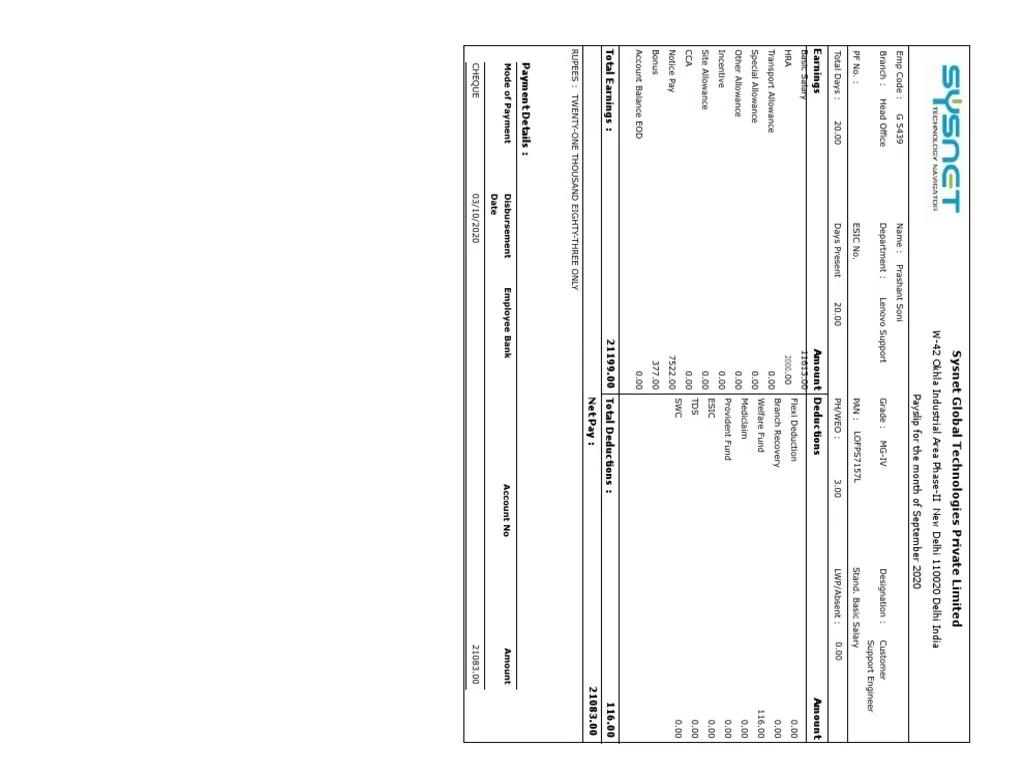 SYSNET
TECHNOLOGY NAVIGATOR
Sysnet Global Technologies Private Limited
W-42 Okhla Industrial Area Phase-II New Delhi 110020 Delhi India
Payslip for the month of September 2020
Emp Code : G 5439 Name : Prashant Soni
Branch : Head Office Department : Lenovo Support Grade : MG-IV Designation : Customer
Support Engineer
PF No. : ESIC No. PAN : LOFPS7157L Stand. Basic Salary
Total Days : 20.00 Days Present 20.00 PH/WEO : 3.00 LWP/Absent : 0.00
Earnings Amount Deductions Amount
Basic Salary
HRA 2000.00 Flexi Deduction 0.00
Transport Allowance 0.00 Branch Recovery 0.00
Special Allowance 0.00 Welfare Fund 116.00
Other Allowance 0.00 Mediclaim 0.00
Incentive 0.00 Provident Fund 0.00
Site Allowance 0.00 ESIC 0.00
CCA 0.00 TDS 0.00
Notice Pay 7522.00 SWC 0.00
Bonus 377.00
Account Balance EOD 0.00
Total Earnings : 21199.00 Total Deductions : 116.00
Net Pay : 21083.00
RUPEES : TWENTY-ONE THOUSAND EIGHTY-THREE ONLY
Payment Details :
Mode of Payment Disbursement Employee Bank Account No Amount
Date
CHEQUE 03/10/2020 21083.00